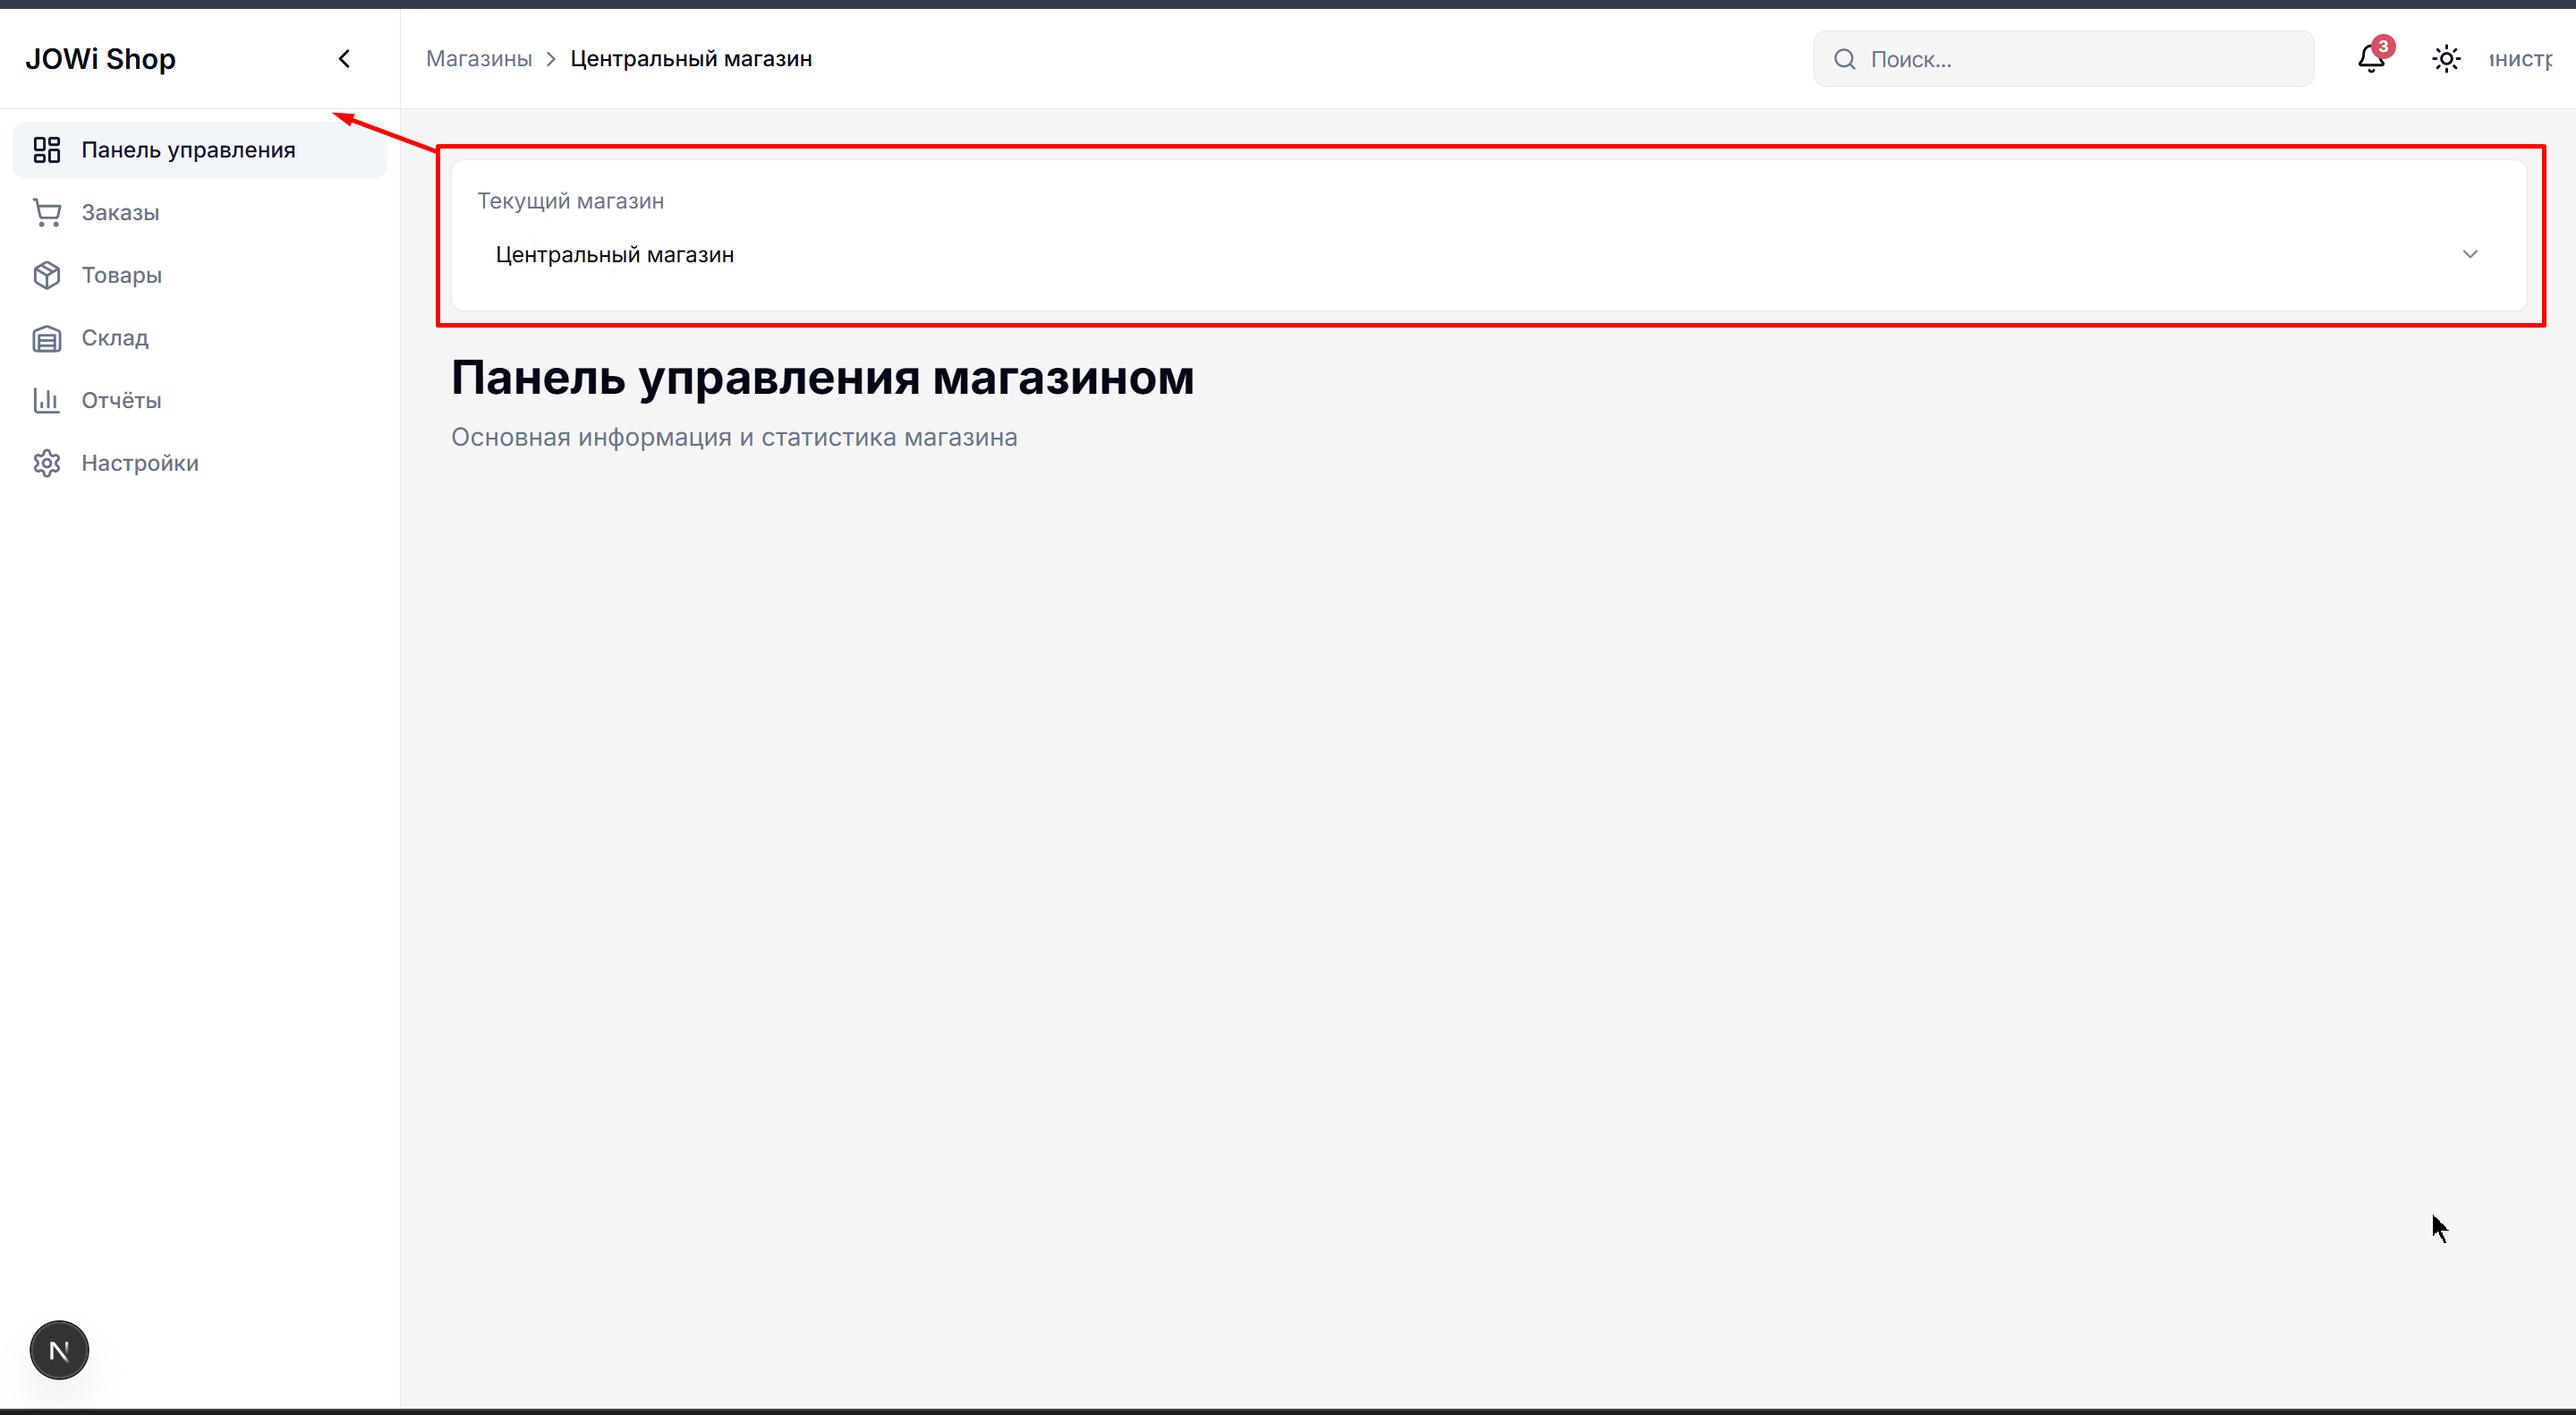 JOWi Shop
Магазины
Центральный магазин
Поиск...
3
Панель управления
Заказы
Товары
Склад
Отчёты
Настройки
Текущий магазин
Центральный магазин
Панель управления магазином
Основная информация и статистика магазина
N